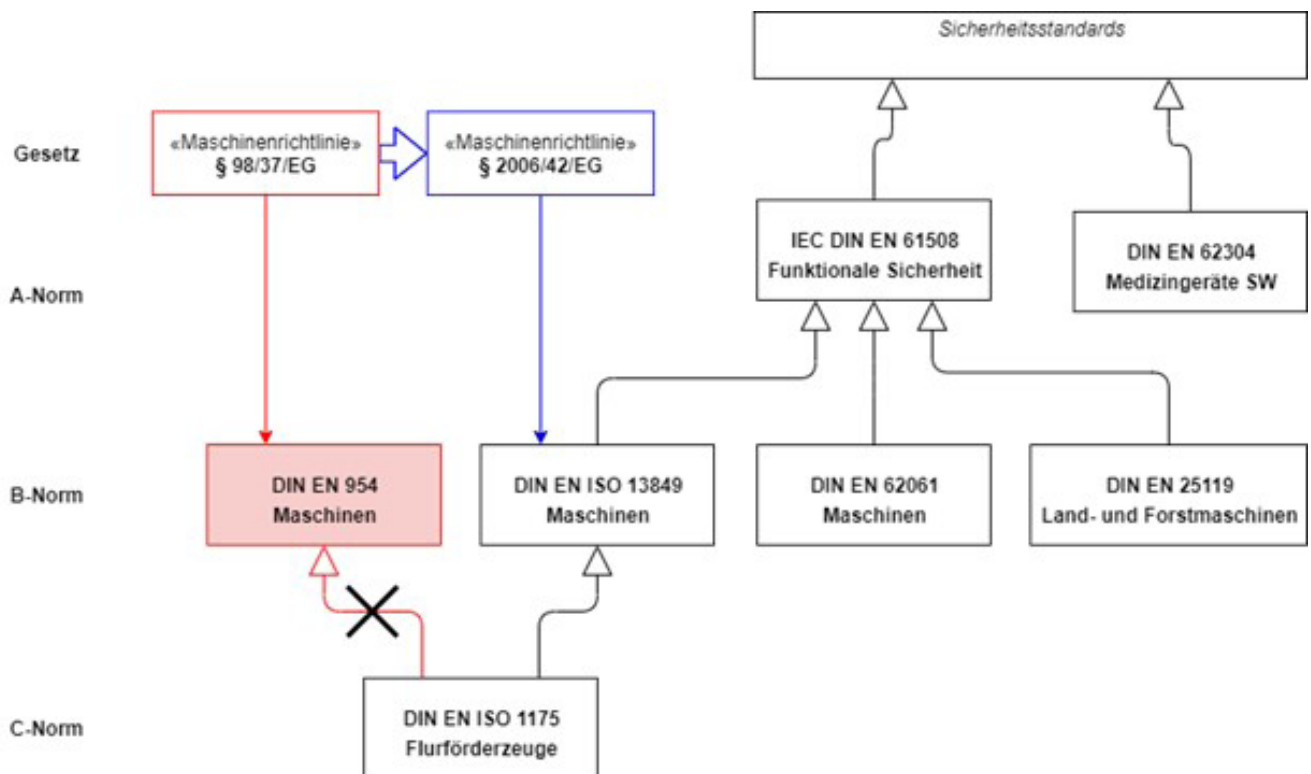 Sicherheitsstandards
Gesetz
«Maschinenrichtlinie»
§ 98/37/EG
«Maschinenrichtlinie»
§ 2006/42/EG
A-Norm
IEC DIN EN 61508
Funktionale Sicherheit
DIN EN 62304
Medizingeräte SW
B-Norm
DIN EN 954
Maschinen
DIN EN ISO 13849
Maschinen
DIN EN 62061
Maschinen
DIN EN 25119
Land- und Forstmaschinen
C-Norm
DIN EN ISO 1175
Flurförderzeuge